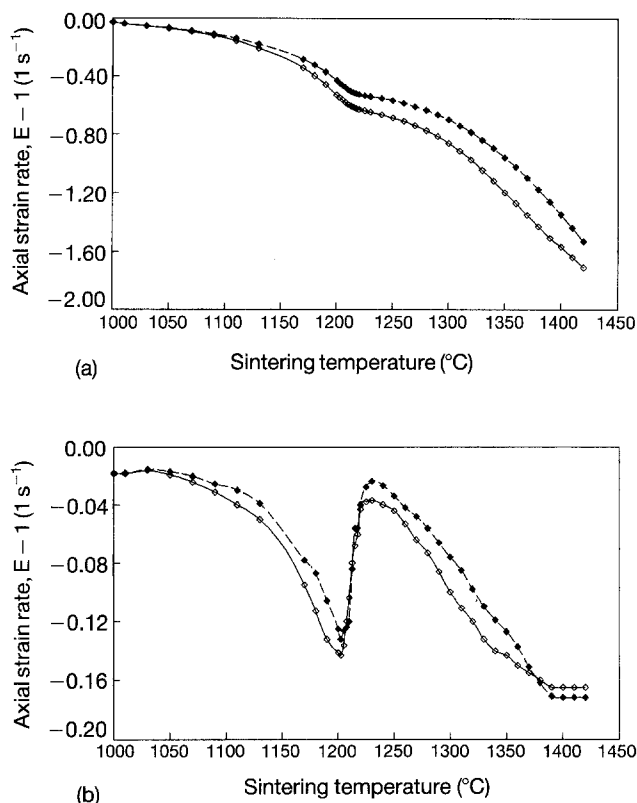 0.00
−0.40
−0.80
−1.20
−1.60
−2.00
Axial strain rate, E − 1 (1 s⁻¹)
1000 1050 1100 1150 1200 1250 1300 1350 1400 1450
Sintering temperature (°C)
(a)
0.00
−0.04
−0.08
−0.12
−0.16
−0.20
Axial strain rate, E − 1 (1 s⁻¹)
1000 1050 1100 1150 1200 1250 1300 1350 1400 1450
Sintering temperature (°C)
(b)